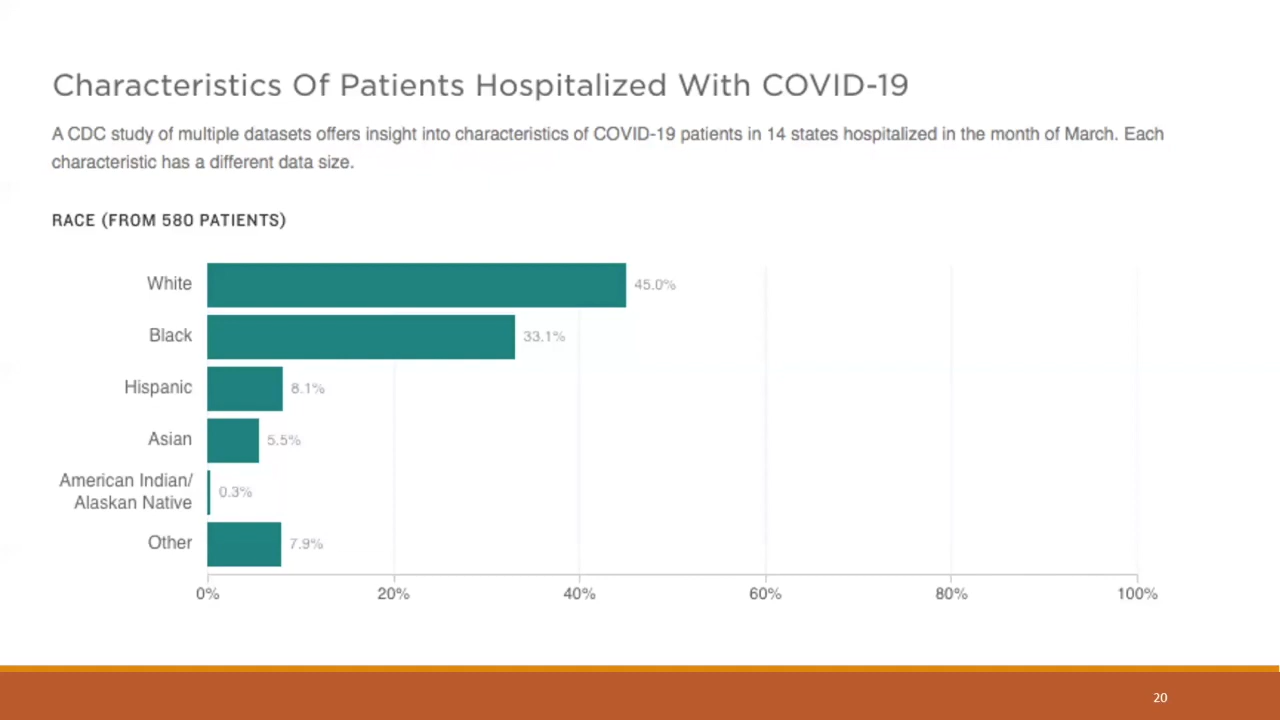 Characteristics Of Patients Hospitalized With COVID-19
A CDC study of multiple datasets offers insight into characteristics of COVID-19 patients in 14 states hospitalized in the month of March. Each
characteristic has a different data size.
RACE (FROM 580 PATIENTS)
White 45.0%
Black 33.1%
Hispanic 8.1%
Asian 5.5%
American Indian/
Alaskan Native 0.3%
Other 7.9%
0% 20% 40% 60% 80% 100%
20